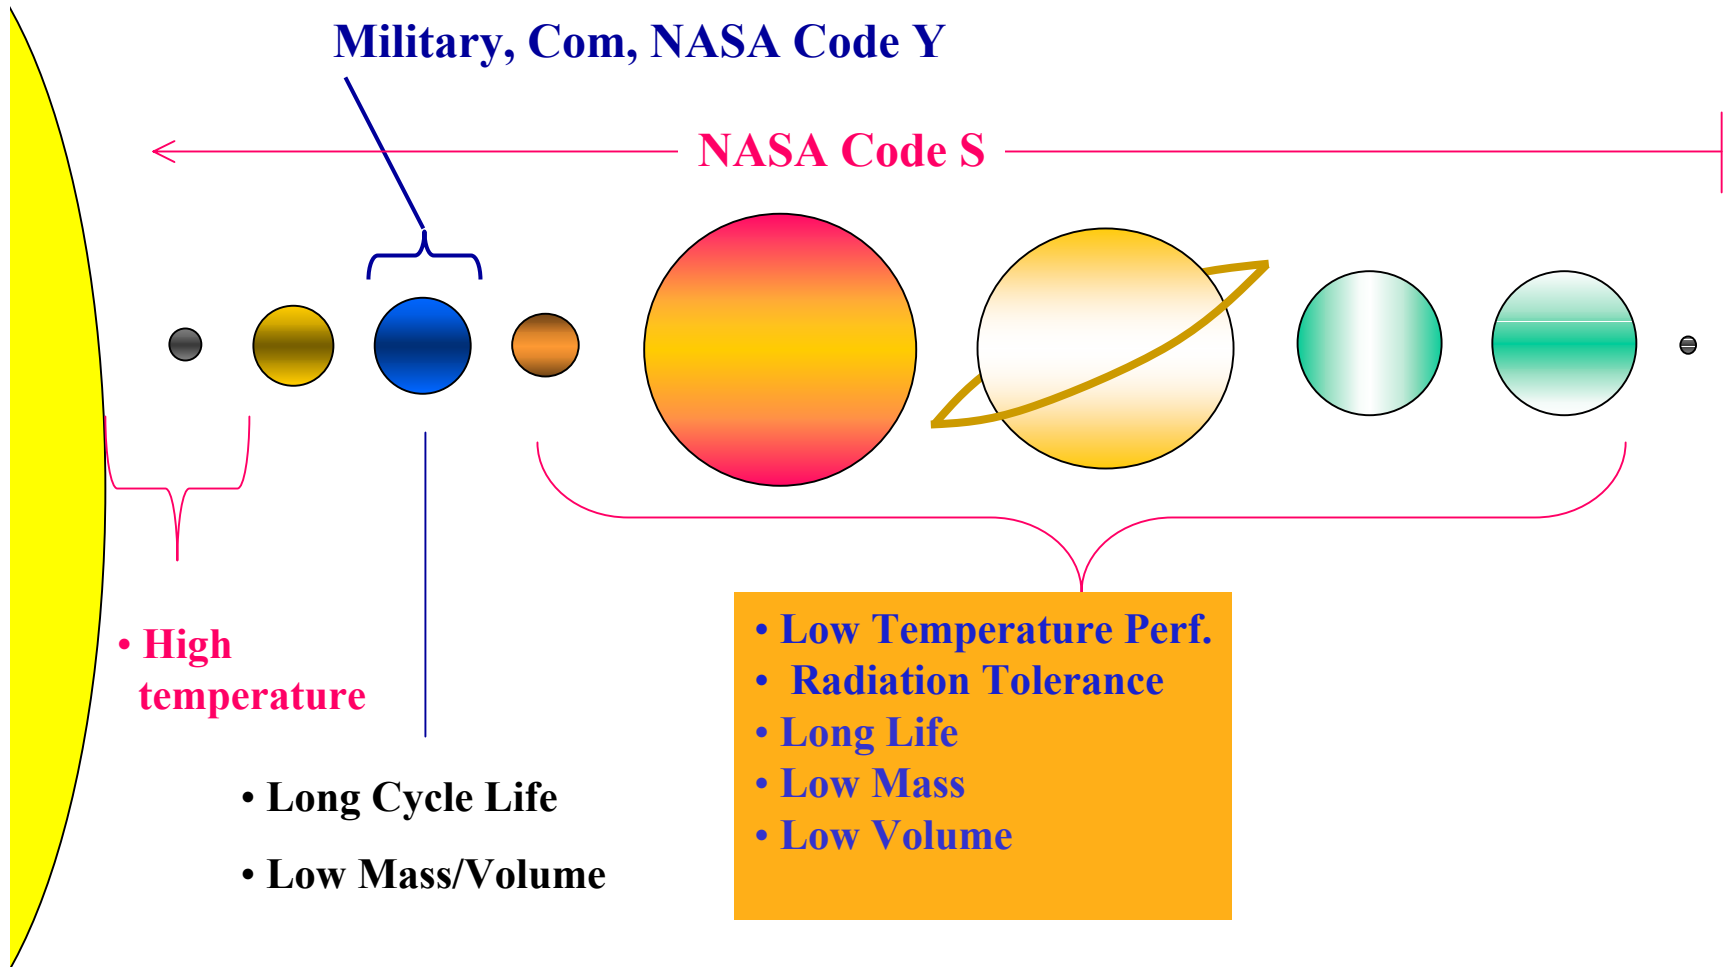 Military, Com, NASA Code Y
NASA Code S
• High
temperature
• Long Cycle Life
• Low Mass/Volume
• Low Temperature Perf.
• Radiation Tolerance
• Long Life
• Low Mass
• Low Volume